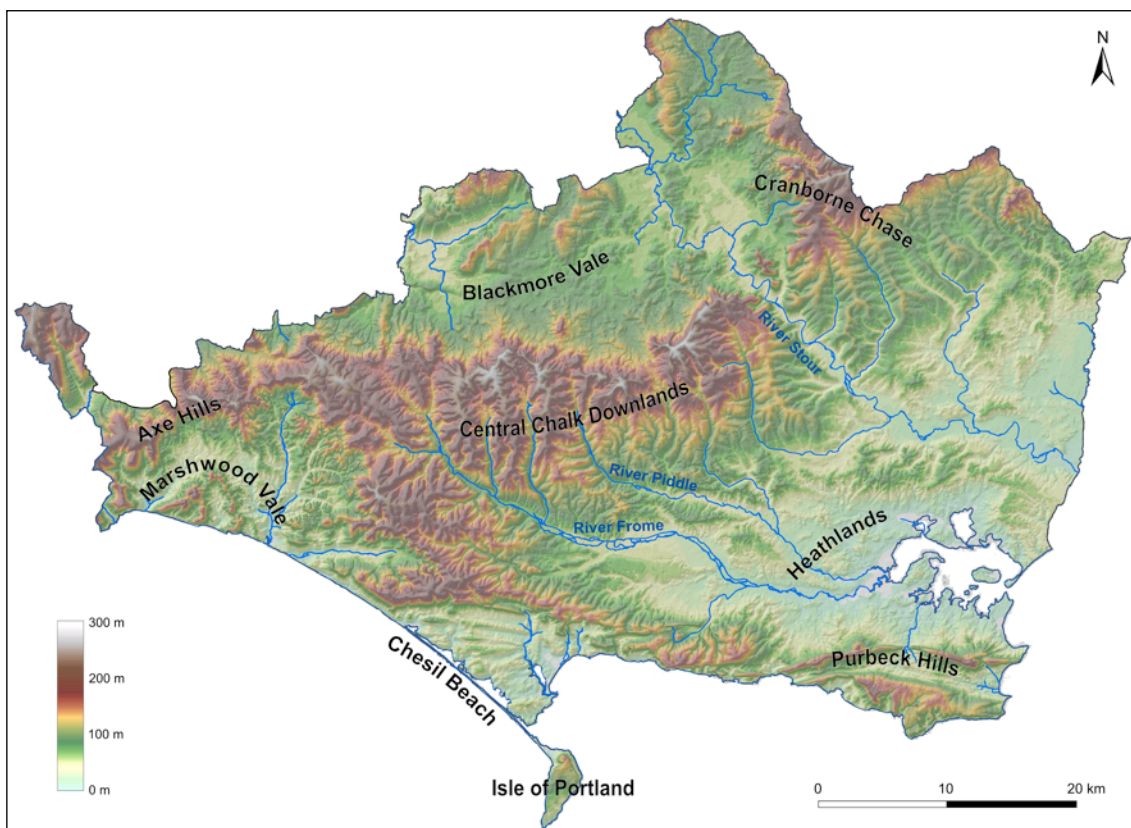 N
Cranborne Chase
Blackmore Vale
River Stour
Central Chalk Downlands
Axe Hills
Marshwood Vale
River Piddle
River Frome
Heathlands
Purbeck Hills
Chesil Beach
Isle of Portland
300 m
200 m
100 m
0 m
0 10 20 km